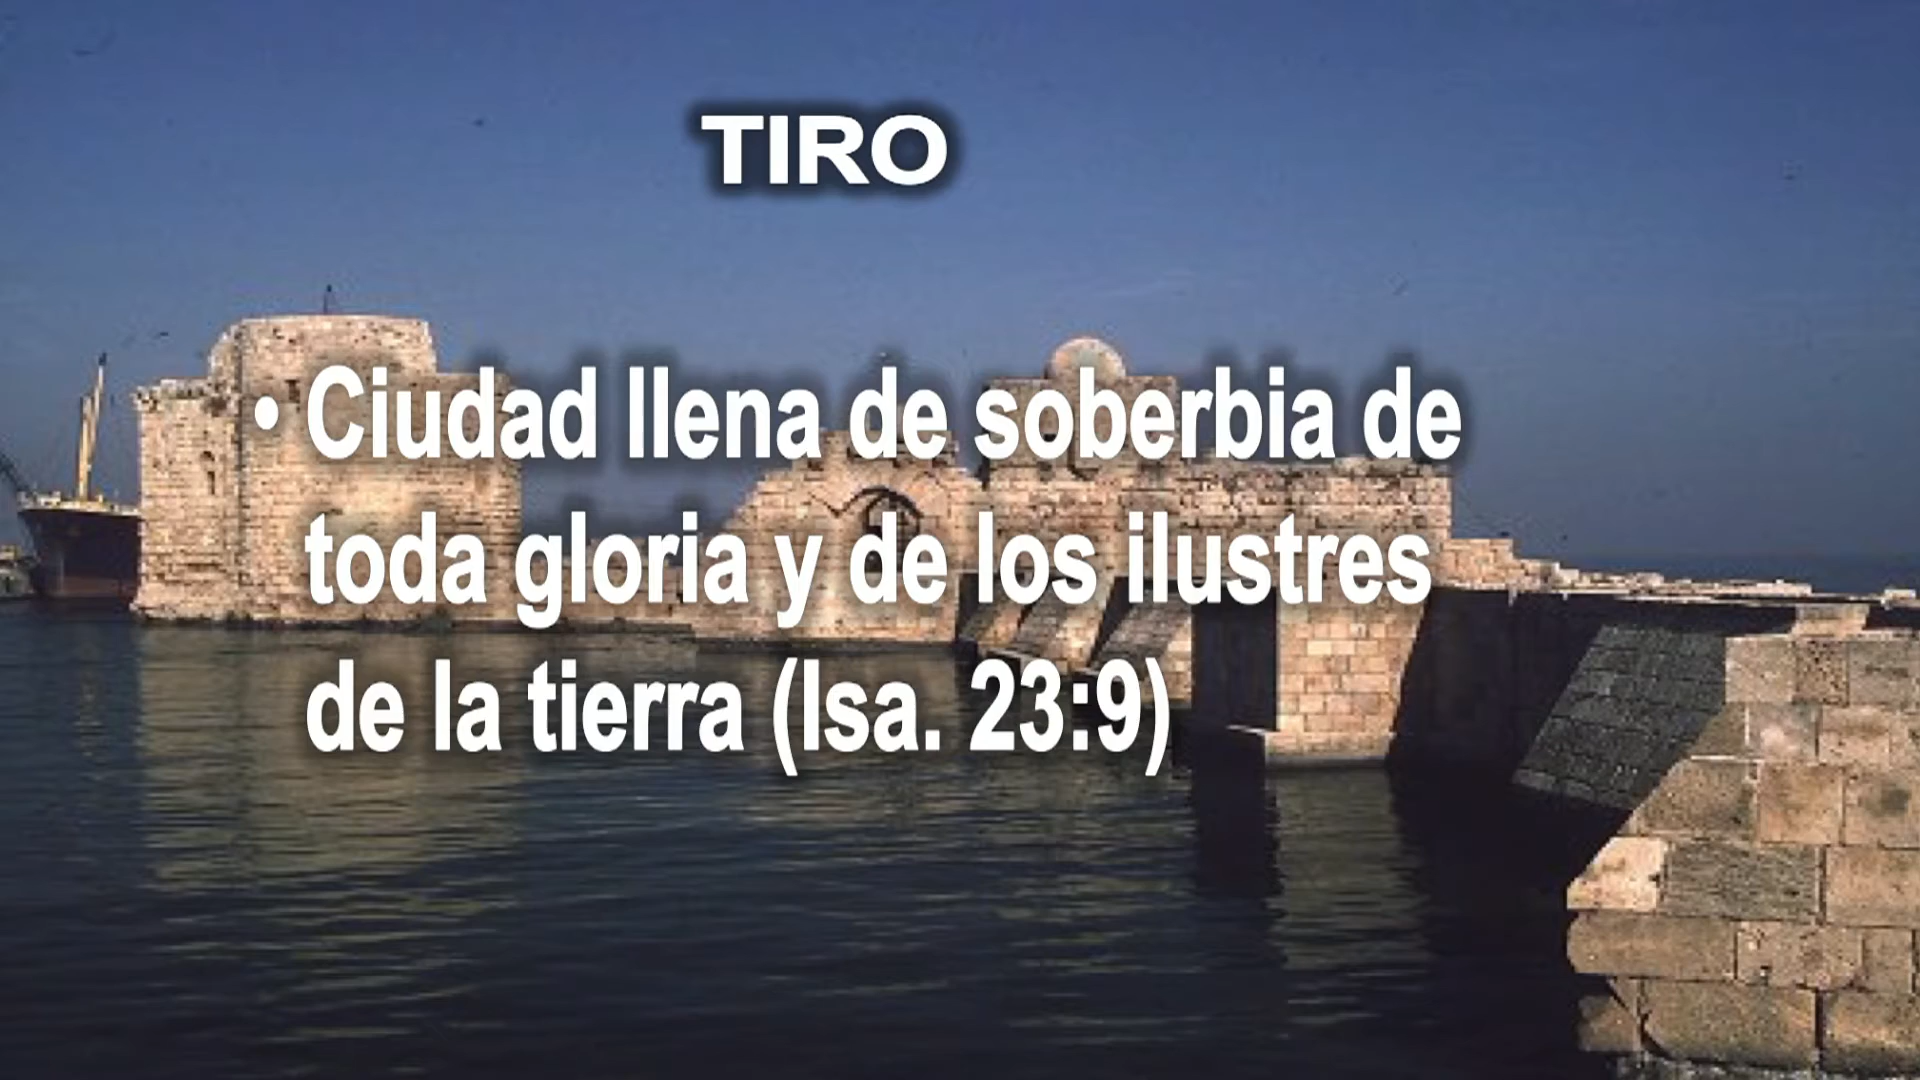 TIRO
• Ciudad llena de soberbia de
toda gloria y de los ilustres
de la tierra (Isa. 23:9)